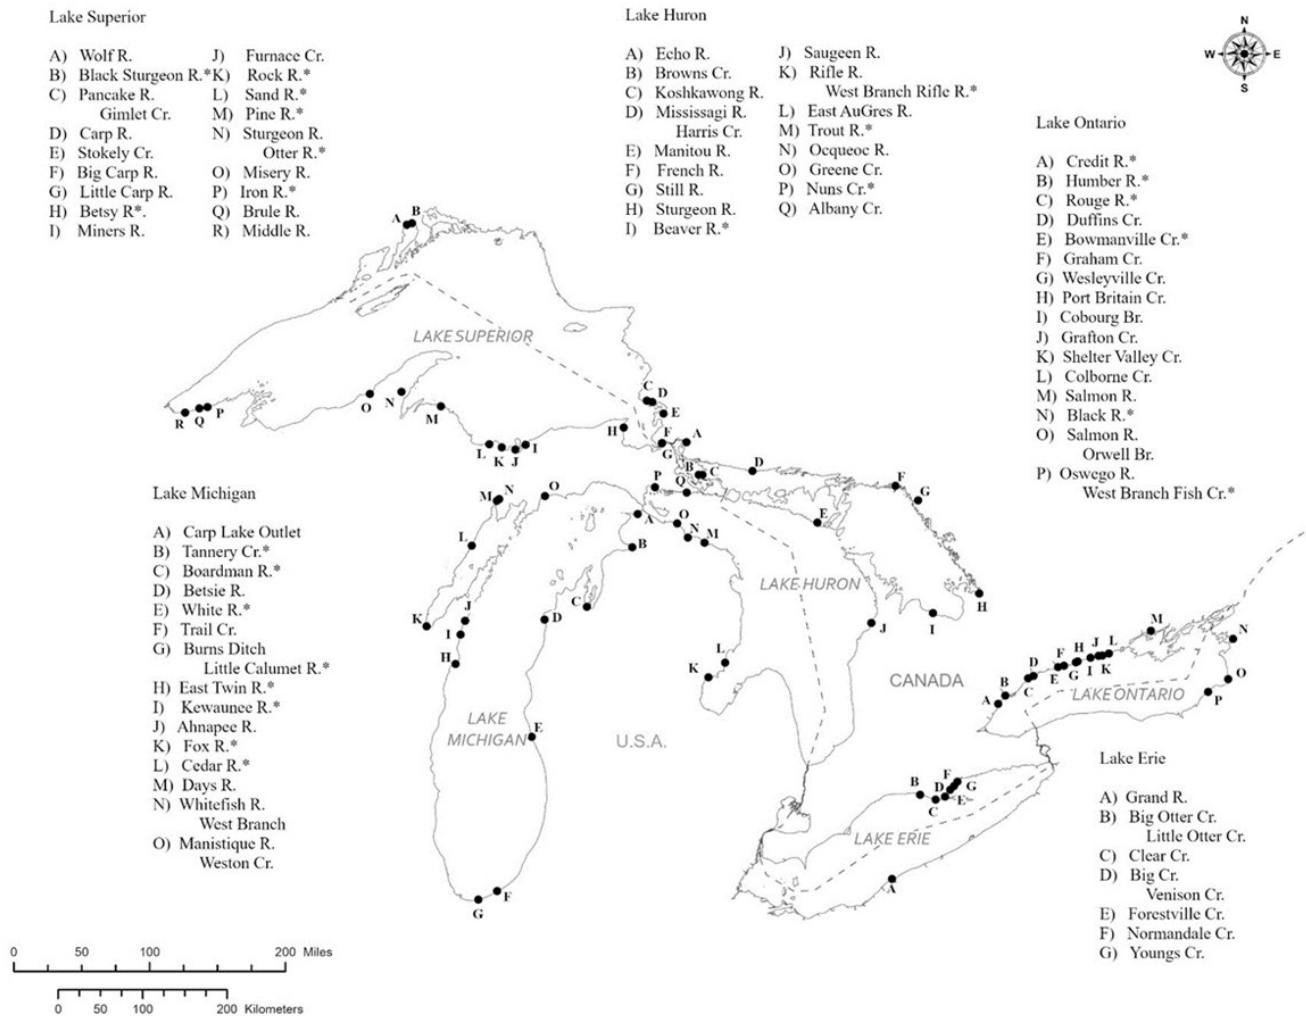 Lake Superior
A) Wolf R.
B) Black Sturgeon R.*
C) Pancake R.
Gimlet Cr.
D) Carp R.
E) Stokely Cr.
F) Big Carp R.
G) Little Carp R.
H) Betsy R*.
I) Miners R.
J) Furnace Cr.
K) Rock R.*
L) Sand R.*
M) Pine R.*
N) Sturgeon R.
Otter R.*
O) Misery R.
P) Iron R.*
Q) Brule R.
R) Middle R.
Lake Huron
A) Echo R.
B) Browns Cr.
C) Koshkawong R.
D) Mississagi R.
Harris Cr.
E) Manitou R.
F) French R.
G) Still R.
H) Sturgeon R.
I) Beaver R.*
J) Saugeen R.
K) Rifle R.
West Branch Rifle R.*
L) East AuGres R.
M) Trout R.*
N) Ocqueoc R.
O) Greene Cr.
P) Nuns Cr.*
Q) Albany Cr.
N
W E
S
Lake Ontario
A) Credit R.*
B) Humber R.*
C) Rouge R.*
D) Duffins Cr.
E) Bowmanville Cr.*
F) Graham Cr.
G) Wesleyville Cr.
H) Port Britain Cr.
I) Cobourg Br.
J) Grafton Cr.
K) Shelter Valley Cr.
L) Colborne Cr.
M) Salmon R.
N) Black R.*
O) Salmon R.
Orwell Br.
P) Oswego R.
West Branch Fish Cr.*
A B
LAKE SUPERIOR
C D
E
F
G
H
R Q P
O N
M
L K J I
Lake Michigan
A) Carp Lake Outlet
B) Tannery Cr.*
C) Boardman R.*
D) Betsie R.
E) White R.*
F) Trail Cr.
G) Burns Ditch
Little Calumet R.*
H) East Twin R.*
I) Kewaunee R.*
J) Ahnapee R.
K) Fox R.*
L) Cedar R.*
M) Days R.
N) Whitefish R.
West Branch
O) Manistique R.
Weston Cr.
M N O
L
K J
I
H
A
B
C
D
E
F
G
LAKE
MICHIGAN
A
B C
D
Q
P
E
F
G
O
N M
H
I
J
L
K
LAKE HURON
U.S.A.
CANADA
M
N
O
P
A B C D E F G H I J K L
LAKE ONTARIO
B
C D E F G
A
LAKE ERIE
Lake Erie
A) Grand R.
B) Big Otter Cr.
Little Otter Cr.
C) Clear Cr.
D) Big Cr.
Venison Cr.
E) Forestville Cr.
F) Normandale Cr.
G) Youngs Cr.
0 50 100 200 Miles
0 50 100 200 Kilometers